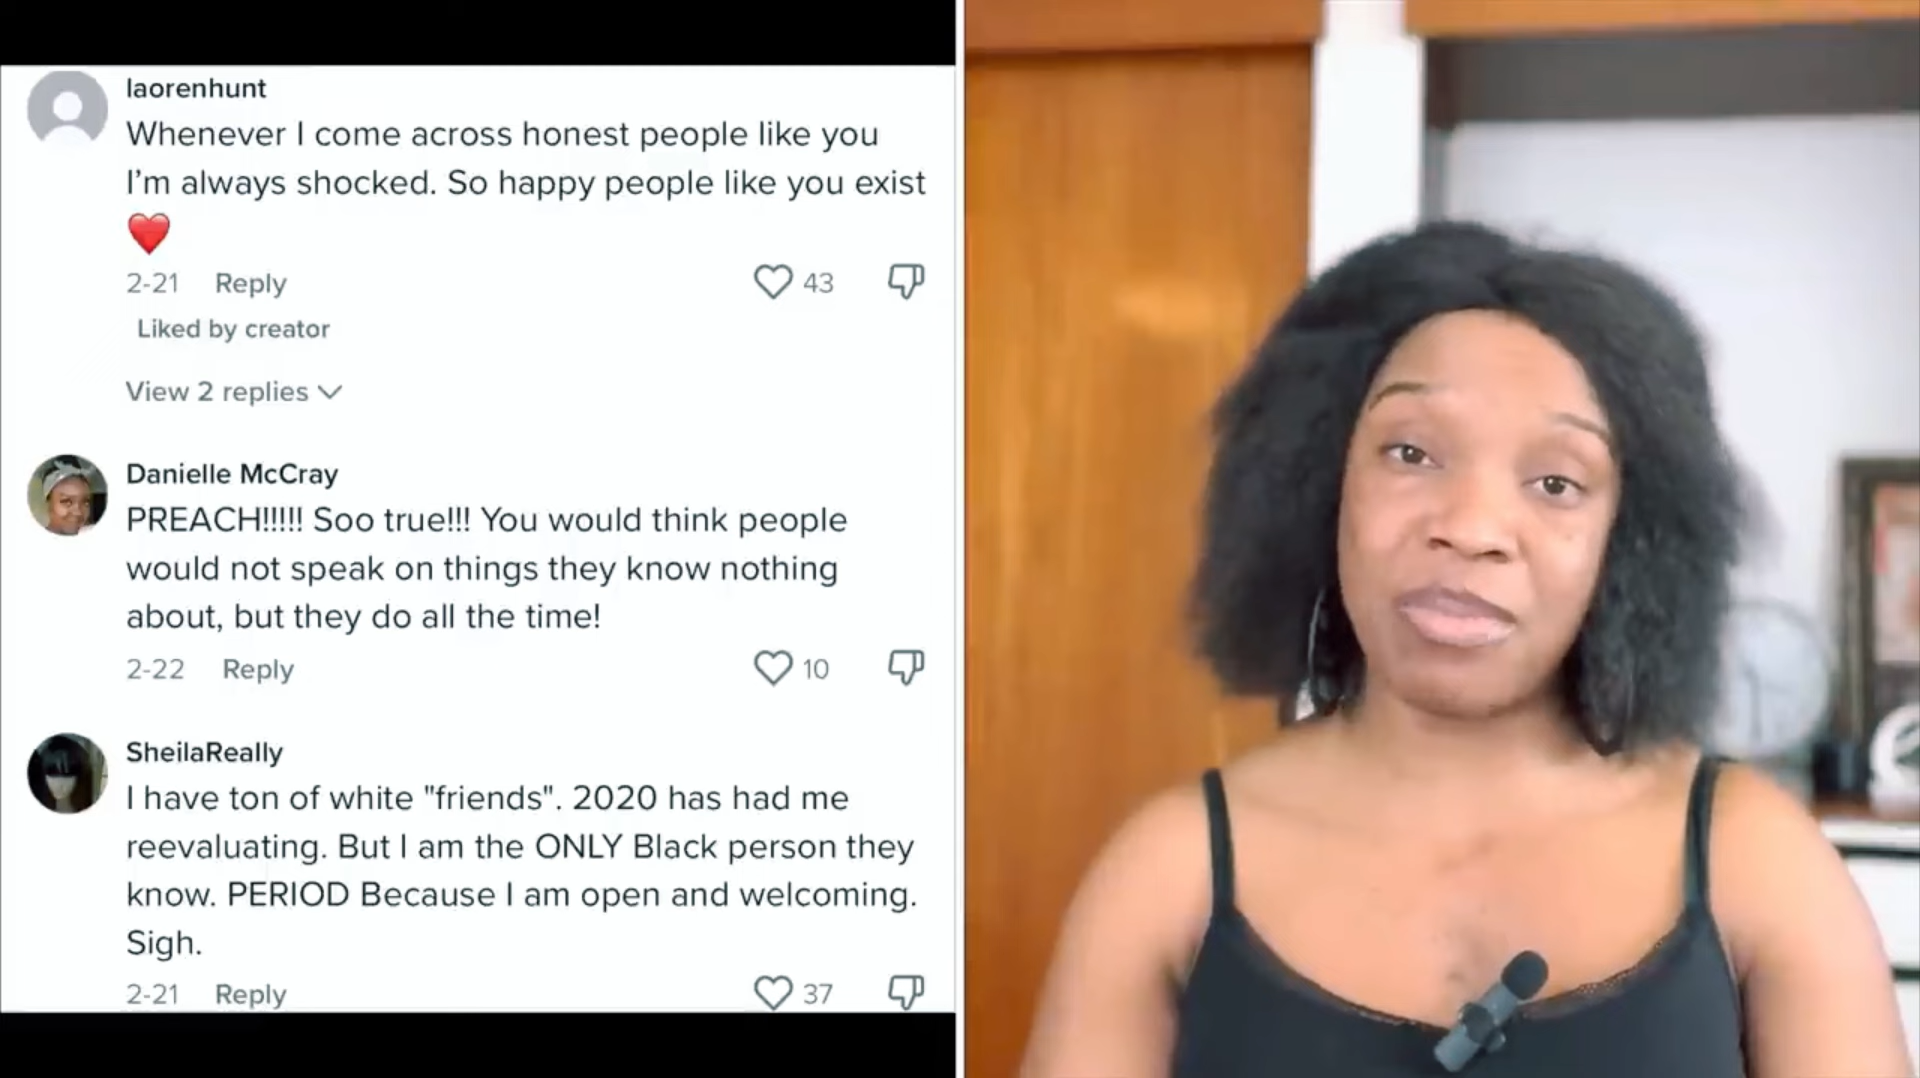 laorenhunt
Whenever I come across honest people like you
I'm always shocked. So happy people like you exist
❤️
2-21 Reply 43
Liked by creator
View 2 replies
Danielle McCray
PREACH!!!!! Soo true!!! You would think people
would not speak on things they know nothing
about, but they do all the time!
2-22 Reply 10
SheilaReally
I have ton of white "friends". 2020 has had me
reevaluating. But I am the ONLY Black person they
know. PERIOD Because I am open and welcoming.
Sigh.
2-21 Reply 37